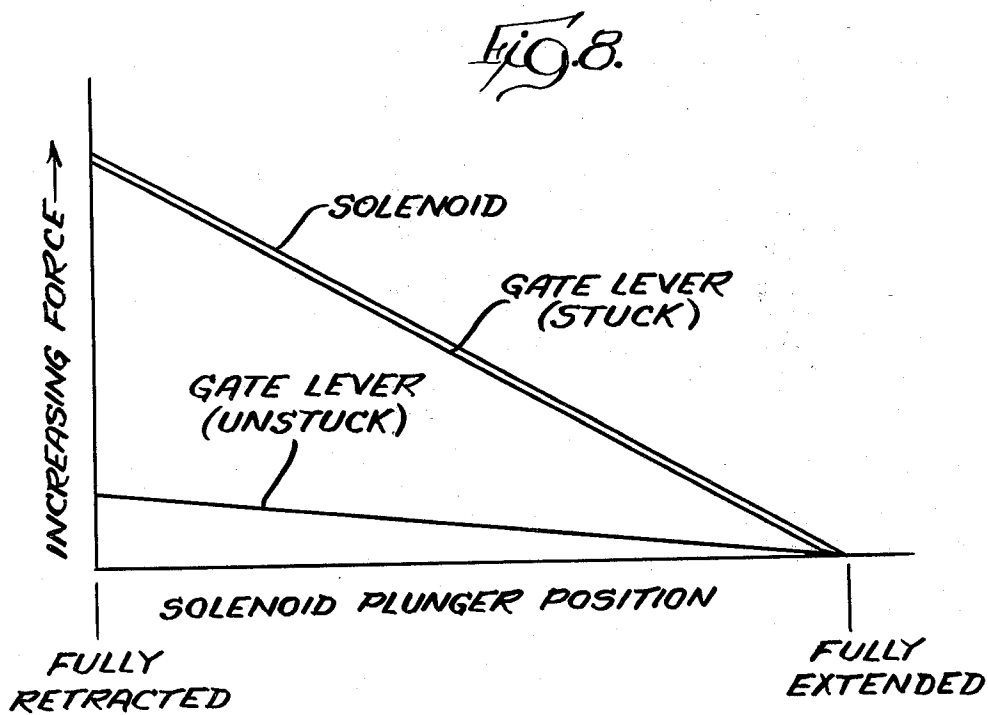 Fig. 8.
SOLENOID
GATE LEVER
(STUCK)
GATE LEVER
(UNSTUCK)
INCREASING FORCE→
SOLENOID PLUNGER POSITION
FULLY
RETRACTED
FULLY
EXTENDED